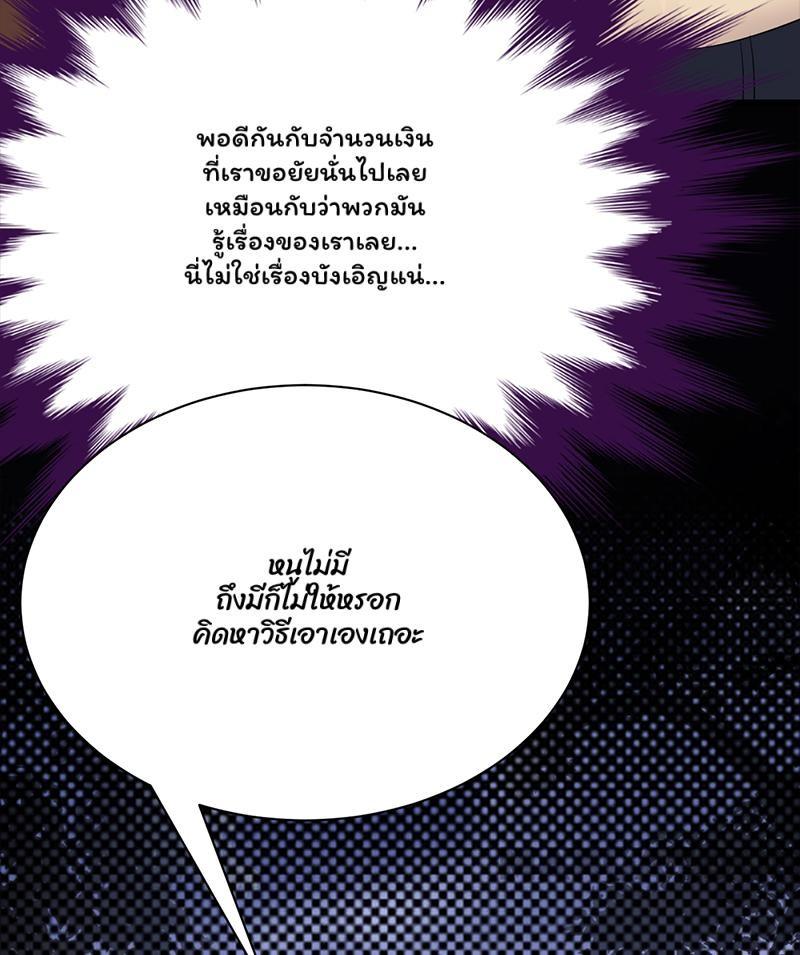 พอดีกันกับจำนวนเงิน
ที่เราขอยัยนั่นไปเลย
เหมือนกับว่าพวกมัน
รู้เรื่องของเราเลย...
นี่ไม่ใช่เรื่องบังเอิญแน่...
หนูไม่มี
ถึงมีก็ไม่ให้หรอก
คิดหาวิธีเอาเองเถอะ